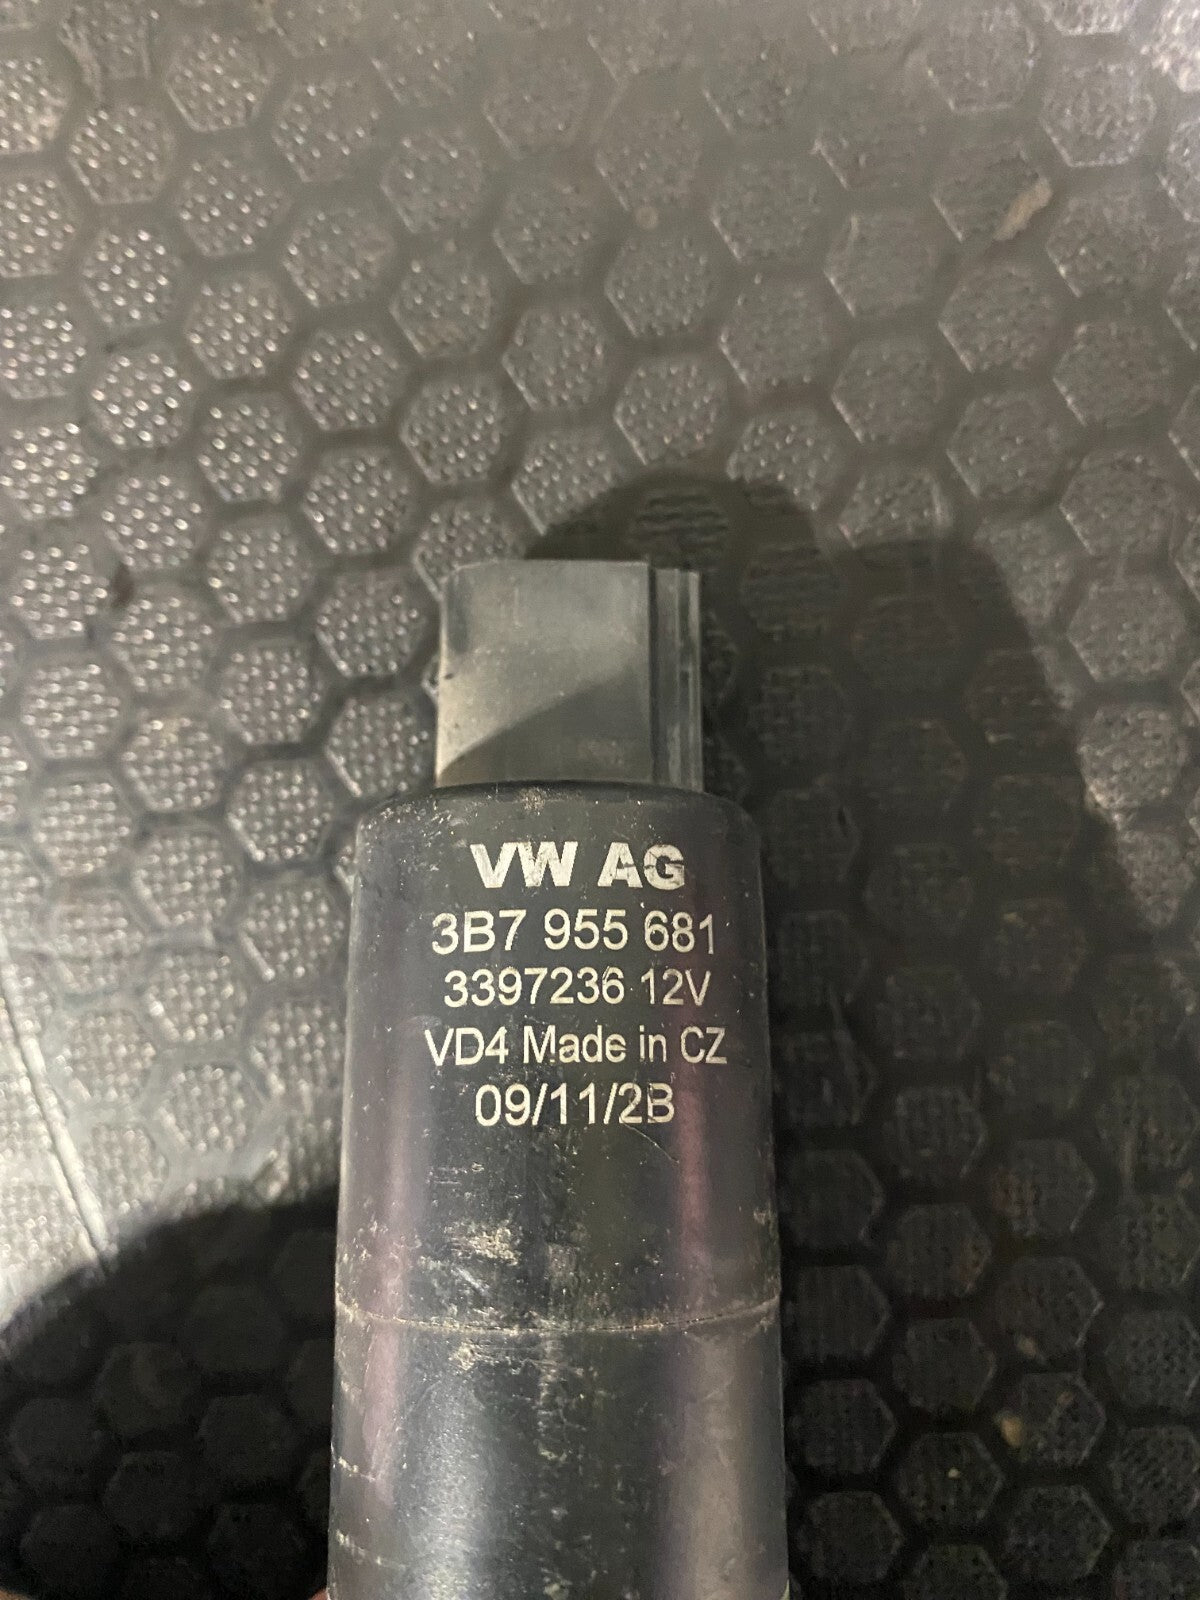 VW AG
3B7 955 681
3397236 12V
VD4 Made in CZ
09/11/2B